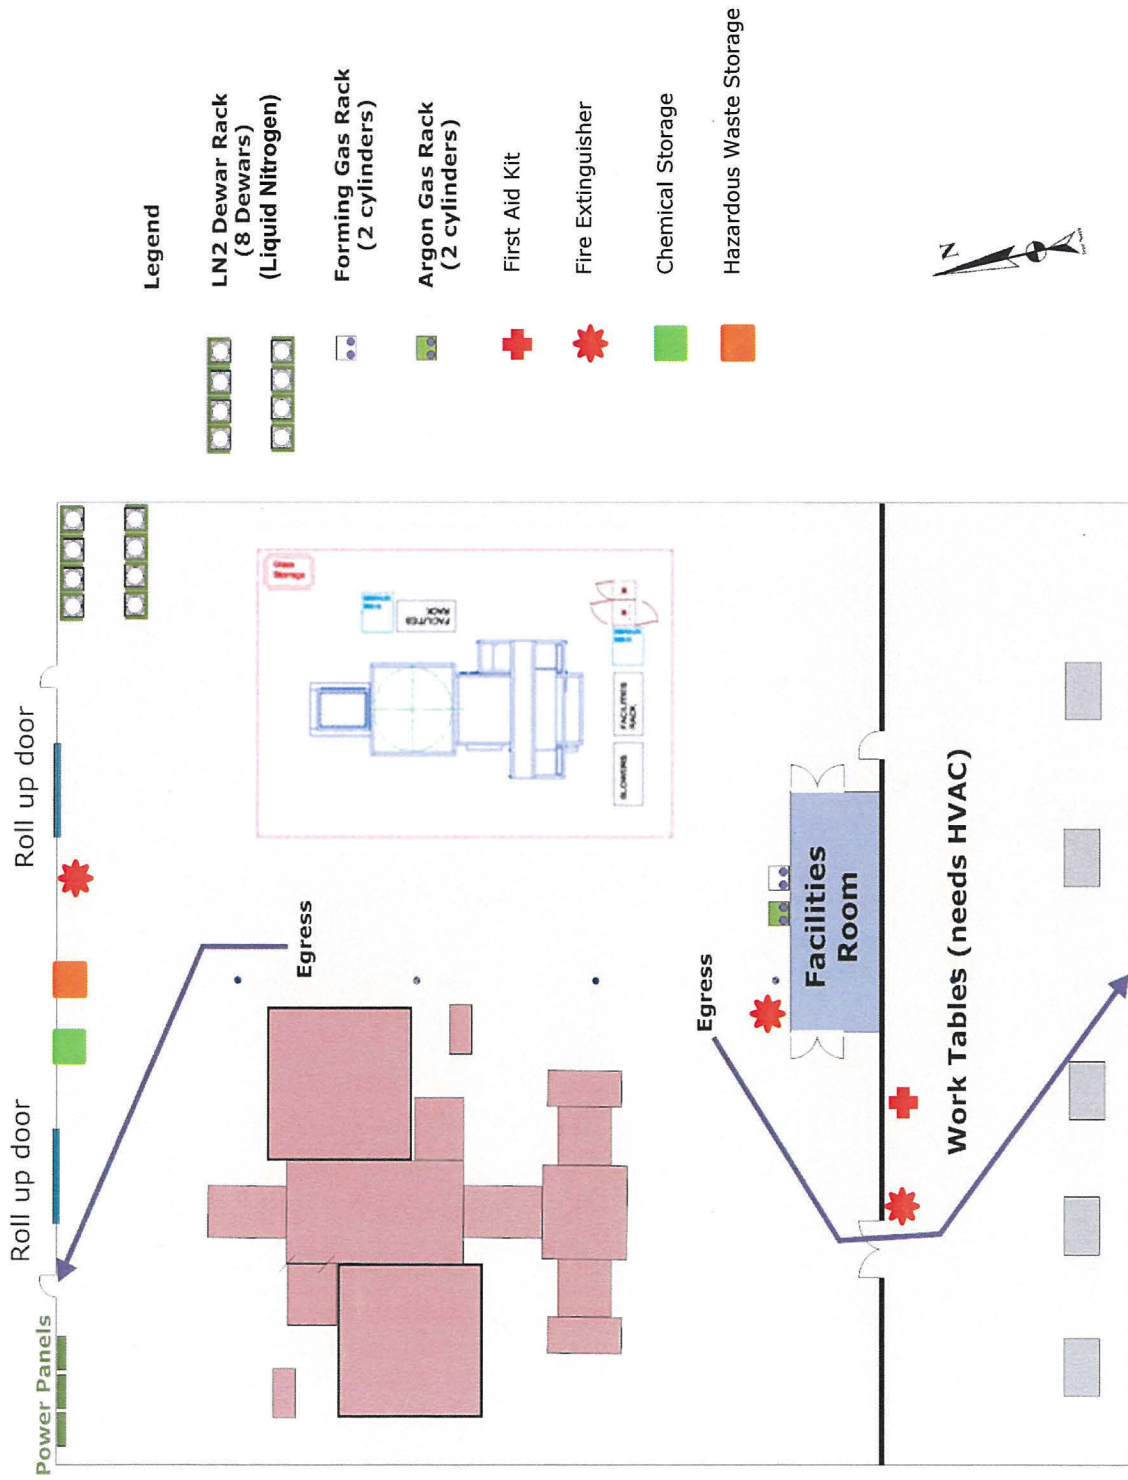 Legend
LN2 Dewar Rack
(8 Dewars)
(Liquid Nitrogen)
Forming Gas Rack
(2 cylinders)
Argon Gas Rack
(2 cylinders)
First Aid Kit
Fire Extinguisher
Chemical Storage
Hazardous Waste Storage
N
Power Panels
Roll up door
Roll up door
Egress
Glass
Storage
FACILITIES
RACK
BLOWERS
FACILITIES
RACK
Egress
Facilities
Room
Work Tables (needs HVAC)